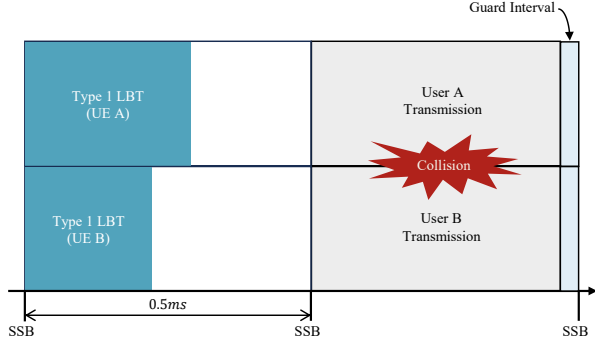 Guard Interval
Type 1 LBT
(UE A)
User A
Transmission
Collision
Type 1 LBT
(UE B)
User B
Transmission
0.5ms
SSB
SSB
SSB